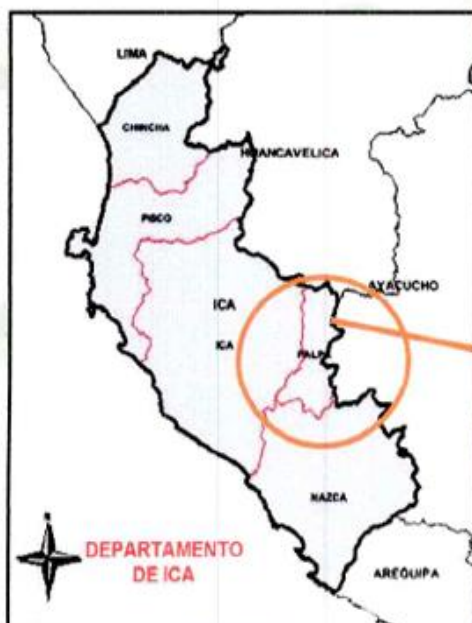 LIMA
CHINCHA
HUANCAVELICA
PISCO
AYACUCHO
ICA
ICA
PALPA
NAZCA
N
DEPARTAMENTO
DE ICA
AREQUIPA